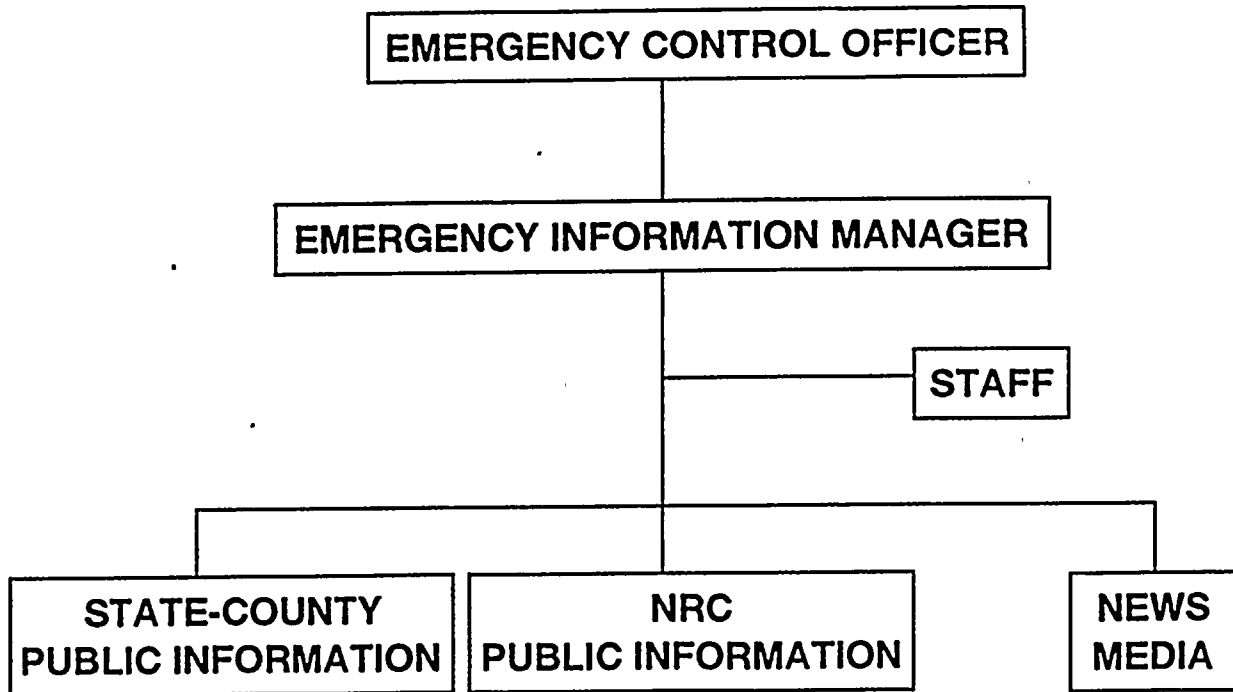 EMERGENCY CONTROL OFFICER
EMERGENCY INFORMATION MANAGER
STAFF
STATE-COUNTY
PUBLIC INFORMATION
NRC
PUBLIC INFORMATION
NEWS
MEDIA